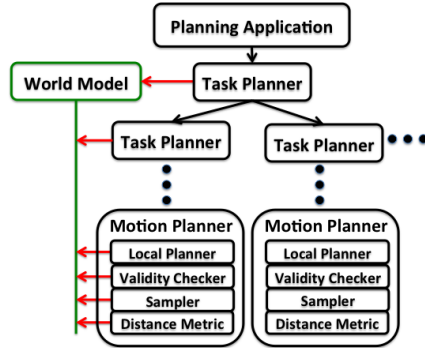 Planning Application
World Model
Task Planner
Task Planner
Task Planner
Motion Planner
Local Planner
Validity Checker
Sampler
Distance Metric
Motion Planner
Local Planner
Validity Checker
Sampler
Distance Metric